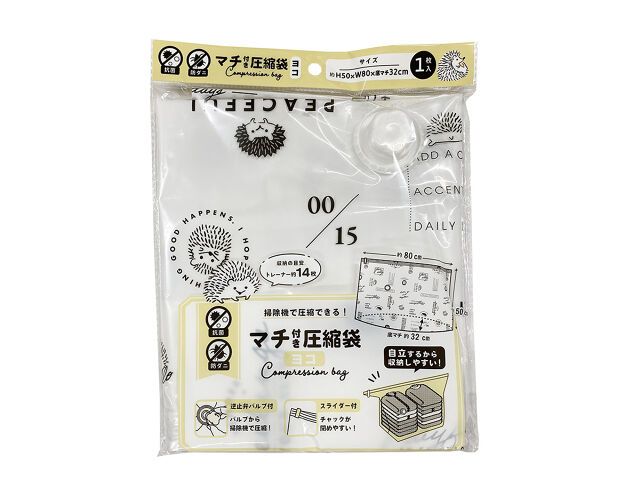 抗菌
防ダニ
マチ付き圧縮袋
Compression bag
ヨコ
サイズ
約H50×W80×底マチ32cm
1枚入
PEACEFUL
ADD A C
ACCEN
DAILY
00
15
HING GOOD HAPPENS. I HOP
収納の目安
トレーナー約14枚
約80cm
50c
底マチ 約32cm
掃除機で圧縮できる!
抗菌
防ダニ
マチ付き圧縮袋
ヨコ
Compression bag
自立するから
収納しやすい!
逆止弁バルブ付
バルブから
掃除機で圧縮!
スライダー付
チャックが
閉めやすい!